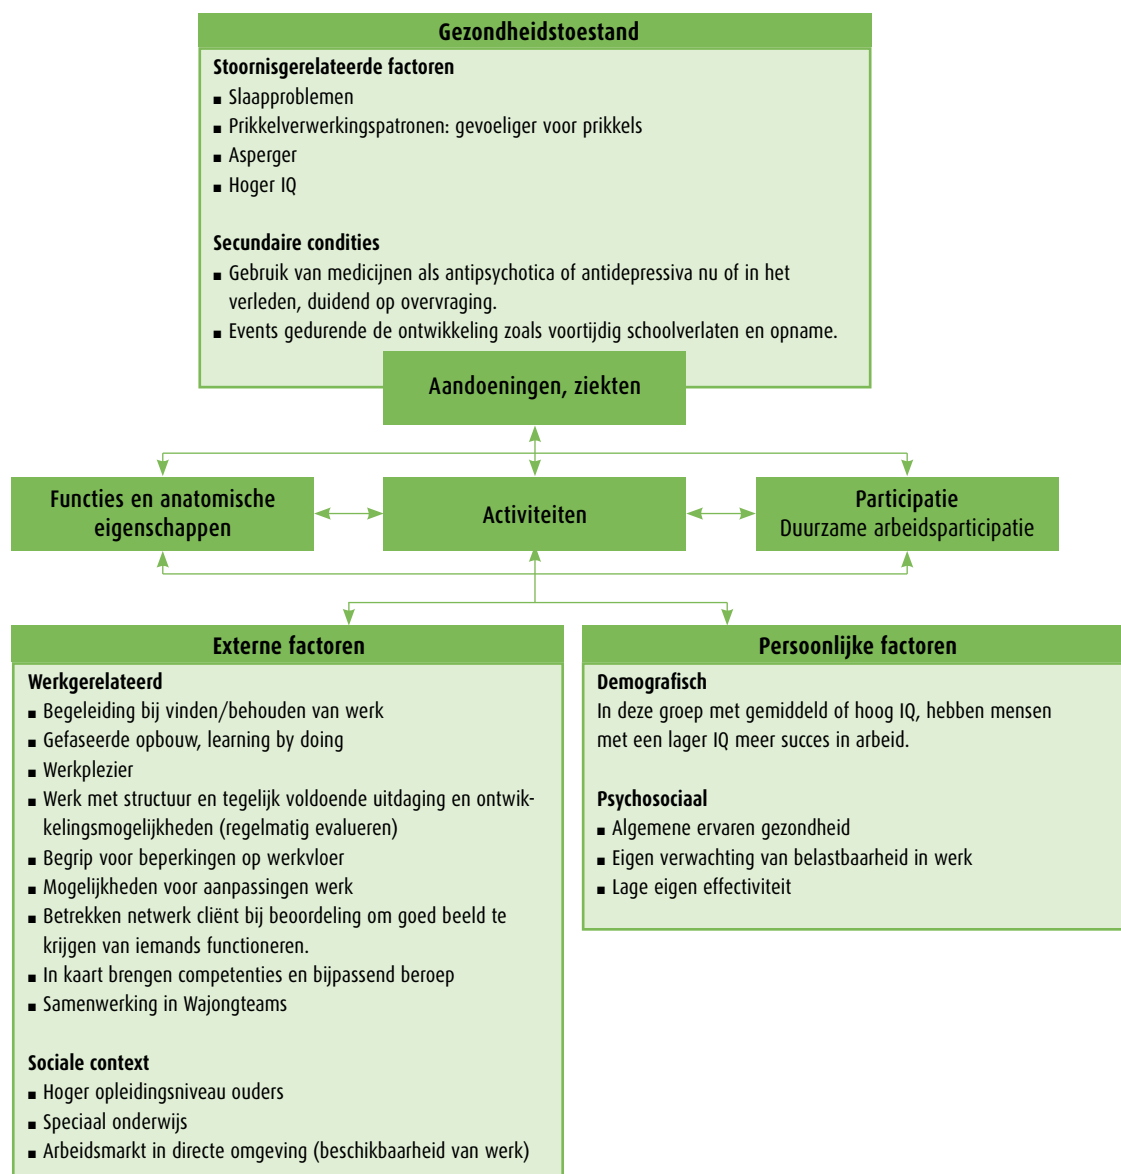 Gezondheidstoestand
Stoornisgerelateerde factoren
■ Slaapproblemen
■ Prikkelverwerkingspatronen: gevoeliger voor prikkels
■ Asperger
■ Hoger IQ
Secundaire condities
■ Gebruik van medicijnen als antipsychotica of antidepressiva nu of in het
verleden, duidend op overvraging.
■ Events gedurende de ontwikkeling zoals voortijdig schoolverlaten en opname.
Aandoeningen, ziekten
Functies en anatomische
eigenschappen
Activiteiten
Participatie
Duurzame arbeidsparticipatie
Externe factoren
Werkgerelateerd
■ Begeleiding bij vinden/behouden van werk
■ Gefaseerde opbouw, learning by doing
■ Werkplezier
■ Werk met structuur en tegelijk voldoende uitdaging en ontwik-
kelingsmogelijkheden (regelmatig evalueren)
■ Begrip voor beperkingen op werkvloer
■ Mogelijkheden voor aanpassingen werk
■ Betrekken netwerk cliënt bij beoordeling om goed beeld te
krijgen van iemands functioneren.
■ In kaart brengen competenties en bijpassend beroep
■ Samenwerking in Wajongteams
Sociale context
■ Hoger opleidingsniveau ouders
■ Speciaal onderwijs
■ Arbeidsmarkt in directe omgeving (beschikbaarheid van werk)
Persoonlijke factoren
Demografisch
In deze groep met gemiddeld of hoog IQ, hebben mensen
met een lager IQ meer succes in arbeid.
Psychosociaal
■ Algemene ervaren gezondheid
■ Eigen verwachting van belastbaarheid in werk
■ Lage eigen effectiviteit